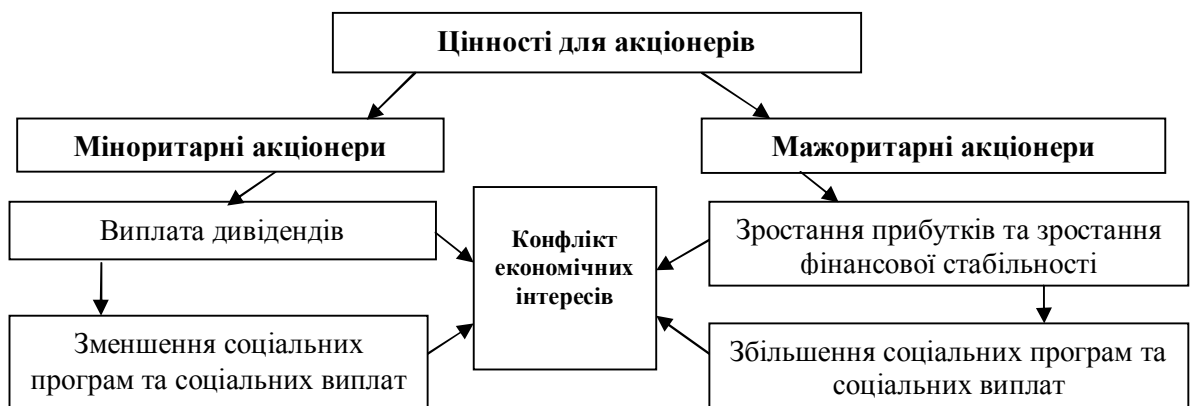 Цінності для акціонерів
Міноритарні акціонери
Мажоритарні акціонери
Виплата дивідендів
Конфлікт
економічних
інтересів
Зростання прибутків та зростання
фінансової стабільності
Зменшення соціальних
програм та соціальних виплат
Збільшення соціальних програм та
соціальних виплат